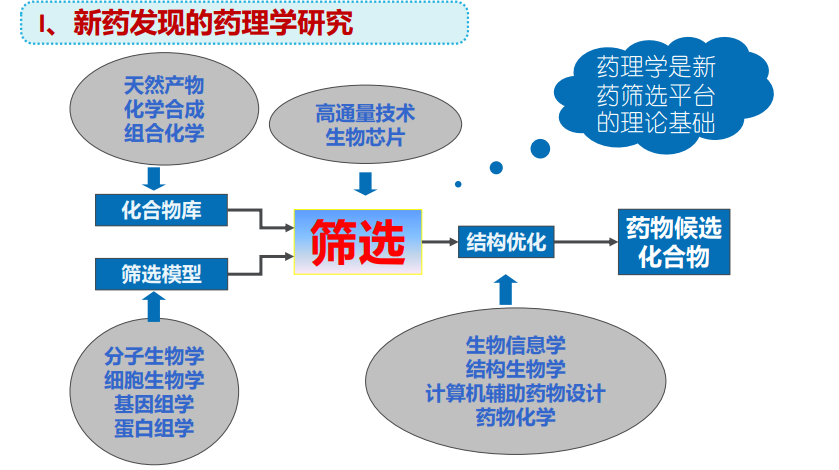 I、新药发现的药理学研究
天然产物
化学合成
组合化学
高通量技术
生物芯片
药理学是新
药筛选平台
的理论基础
化合物库
筛选模型
筛选
结构优化
药物候选
化合物
分子生物学
细胞生物学
基因组学
蛋白组学
生物信息学
结构生物学
计算机辅助药物设计
药物化学